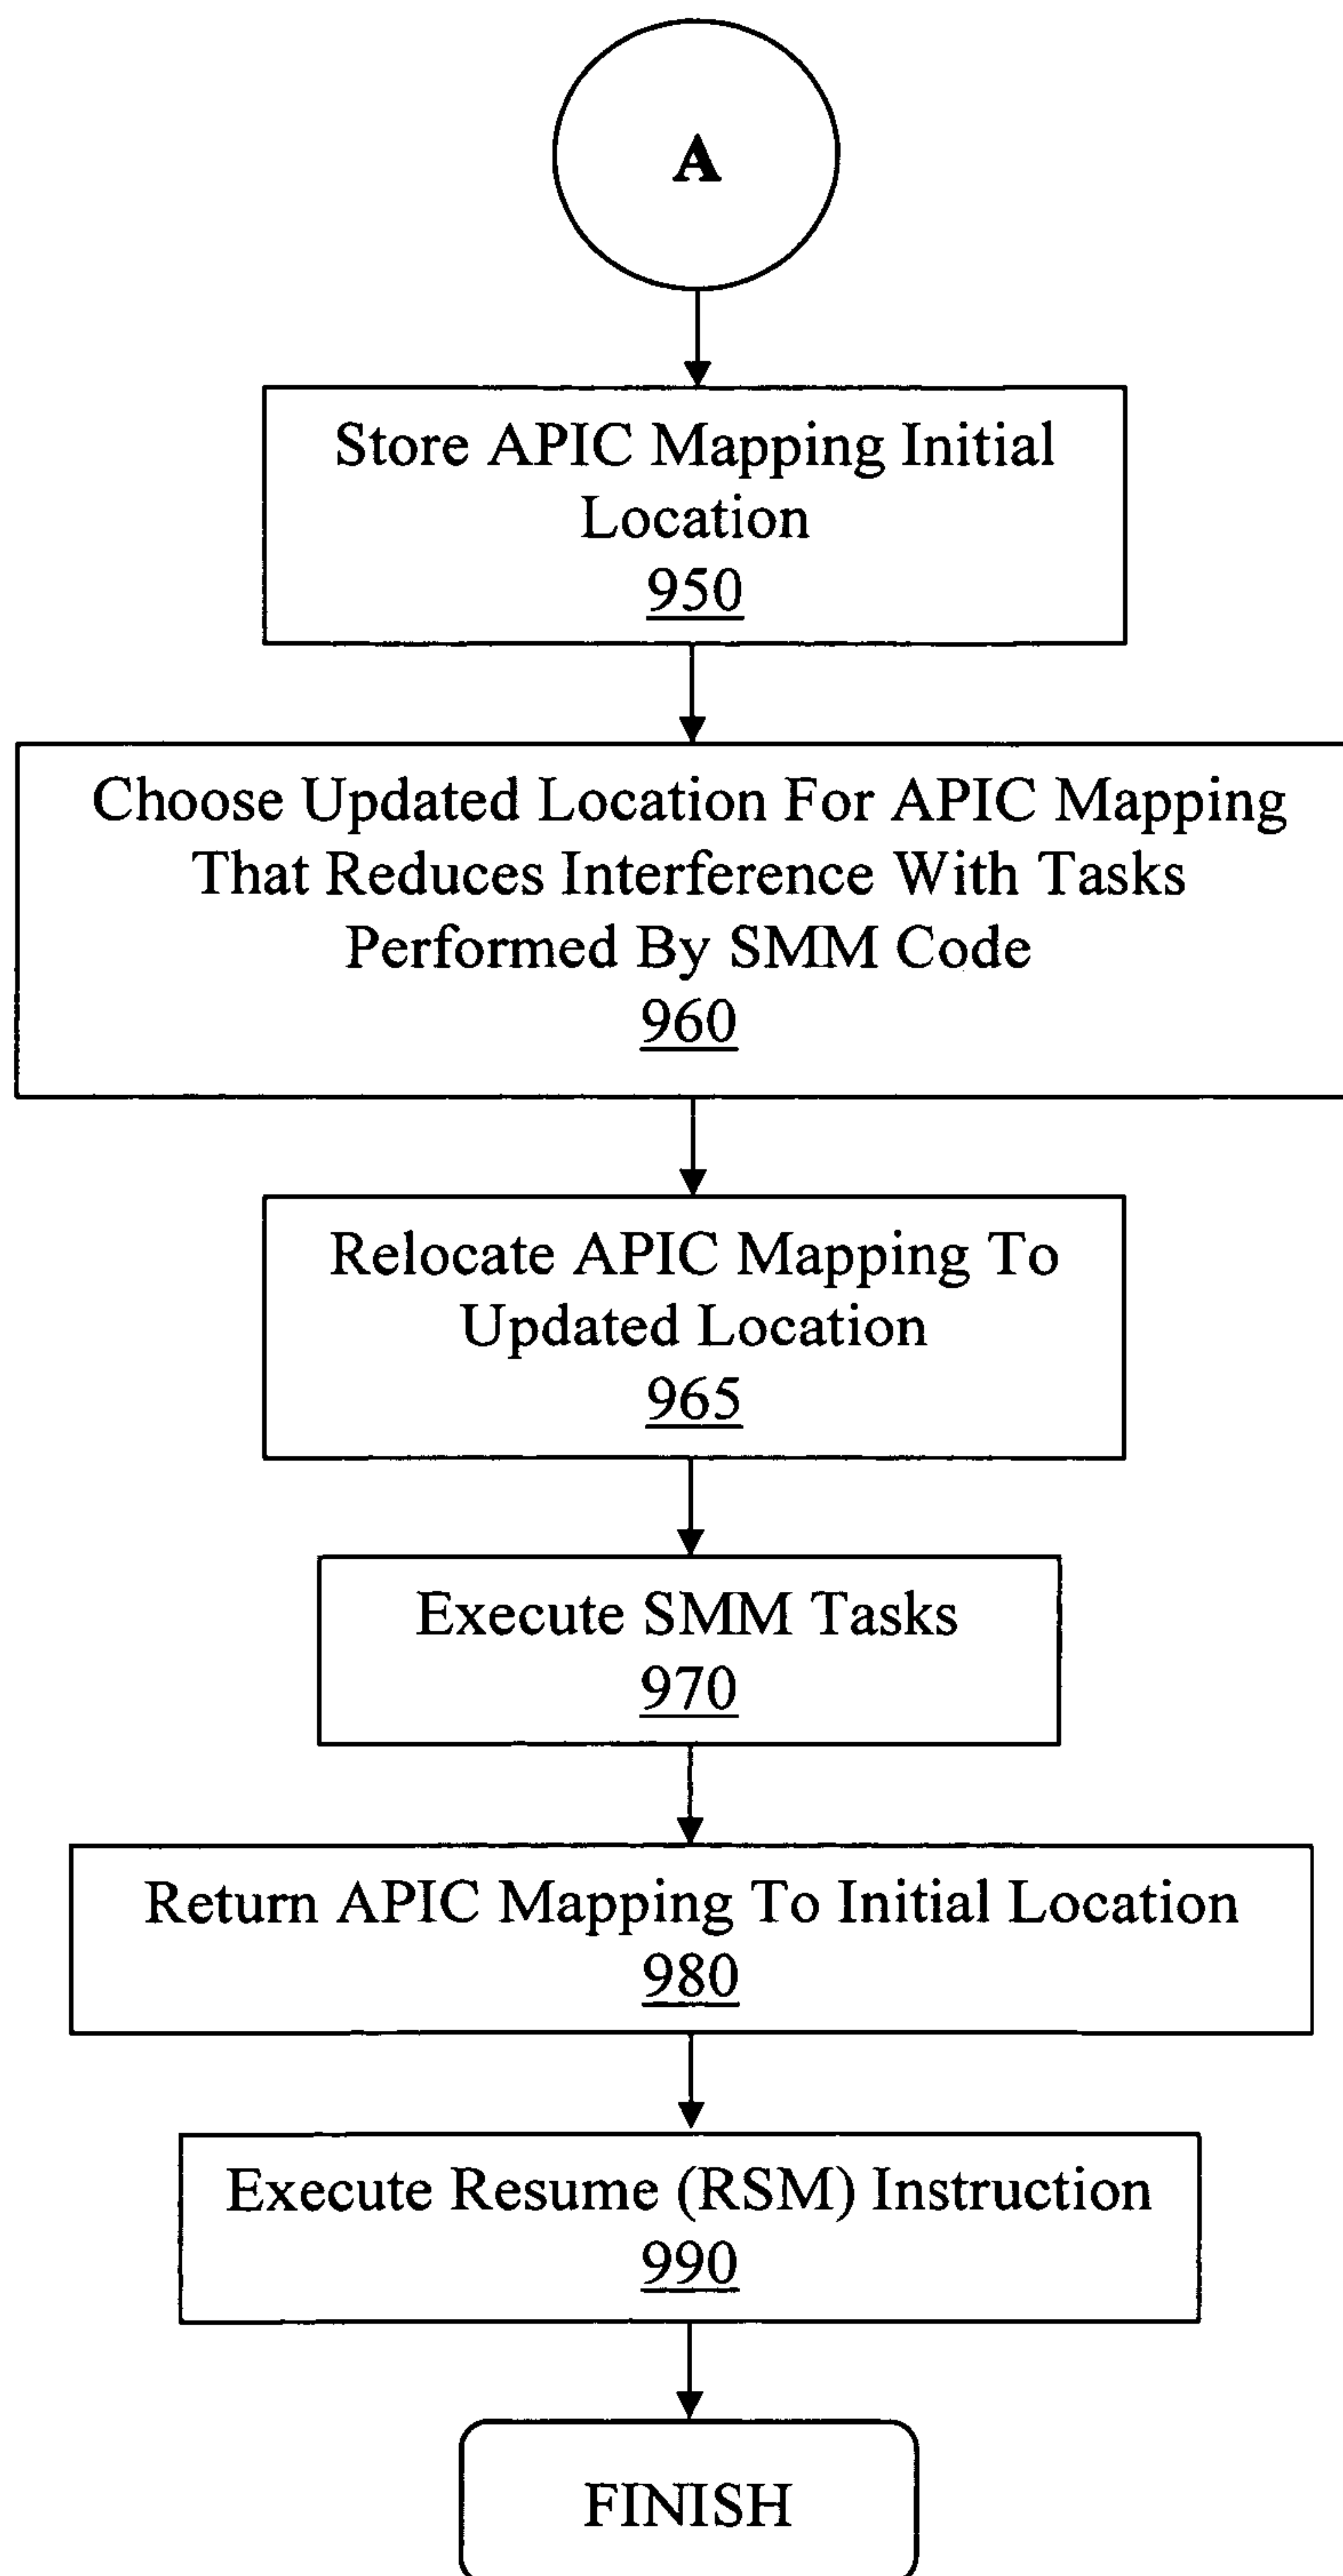 A
Store APIC Mapping Initial
Location
950
Choose Updated Location For APIC Mapping
That Reduces Interference With Tasks
Performed By SMM Code
960
Relocate APIC Mapping To
Updated Location
965
Execute SMM Tasks
970
Return APIC Mapping To Initial Location
980
Execute Resume (RSM) Instruction
990
FINISH